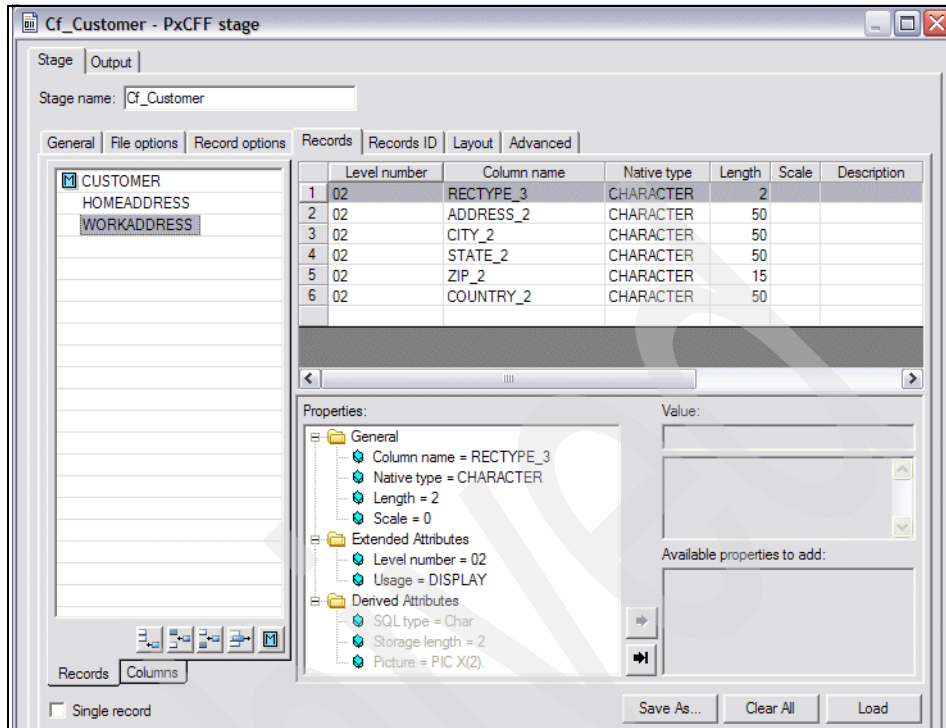 Cf_Customer - PxCFF stage
Stage Output
Stage name: Cf_Customer
General File options Record options Records Records ID Layout Advanced
M CUSTOMER
HOMEADDRESS
WORKADDRESS
Level number Column name Native type Length Scale Description
1 02 RECTYPE_3 CHARACTER 2
2 02 ADDRESS_2 CHARACTER 50
3 02 CITY_2 CHARACTER 50
4 02 STATE_2 CHARACTER 50
5 02 ZIP_2 CHARACTER 15
6 02 COUNTRY_2 CHARACTER 50
Properties:
General
Column name = RECTYPE_3
Native type = CHARACTER
Length = 2
Scale = 0
Extended Attributes
Level number = 02
Usage = DISPLAY
Derived Attributes
SQL type = Char
Storage length = 2
Picture = PIC X(2).
Value:
Available properties to add:
M
Records Columns
Single record
Save As... Clear All Load